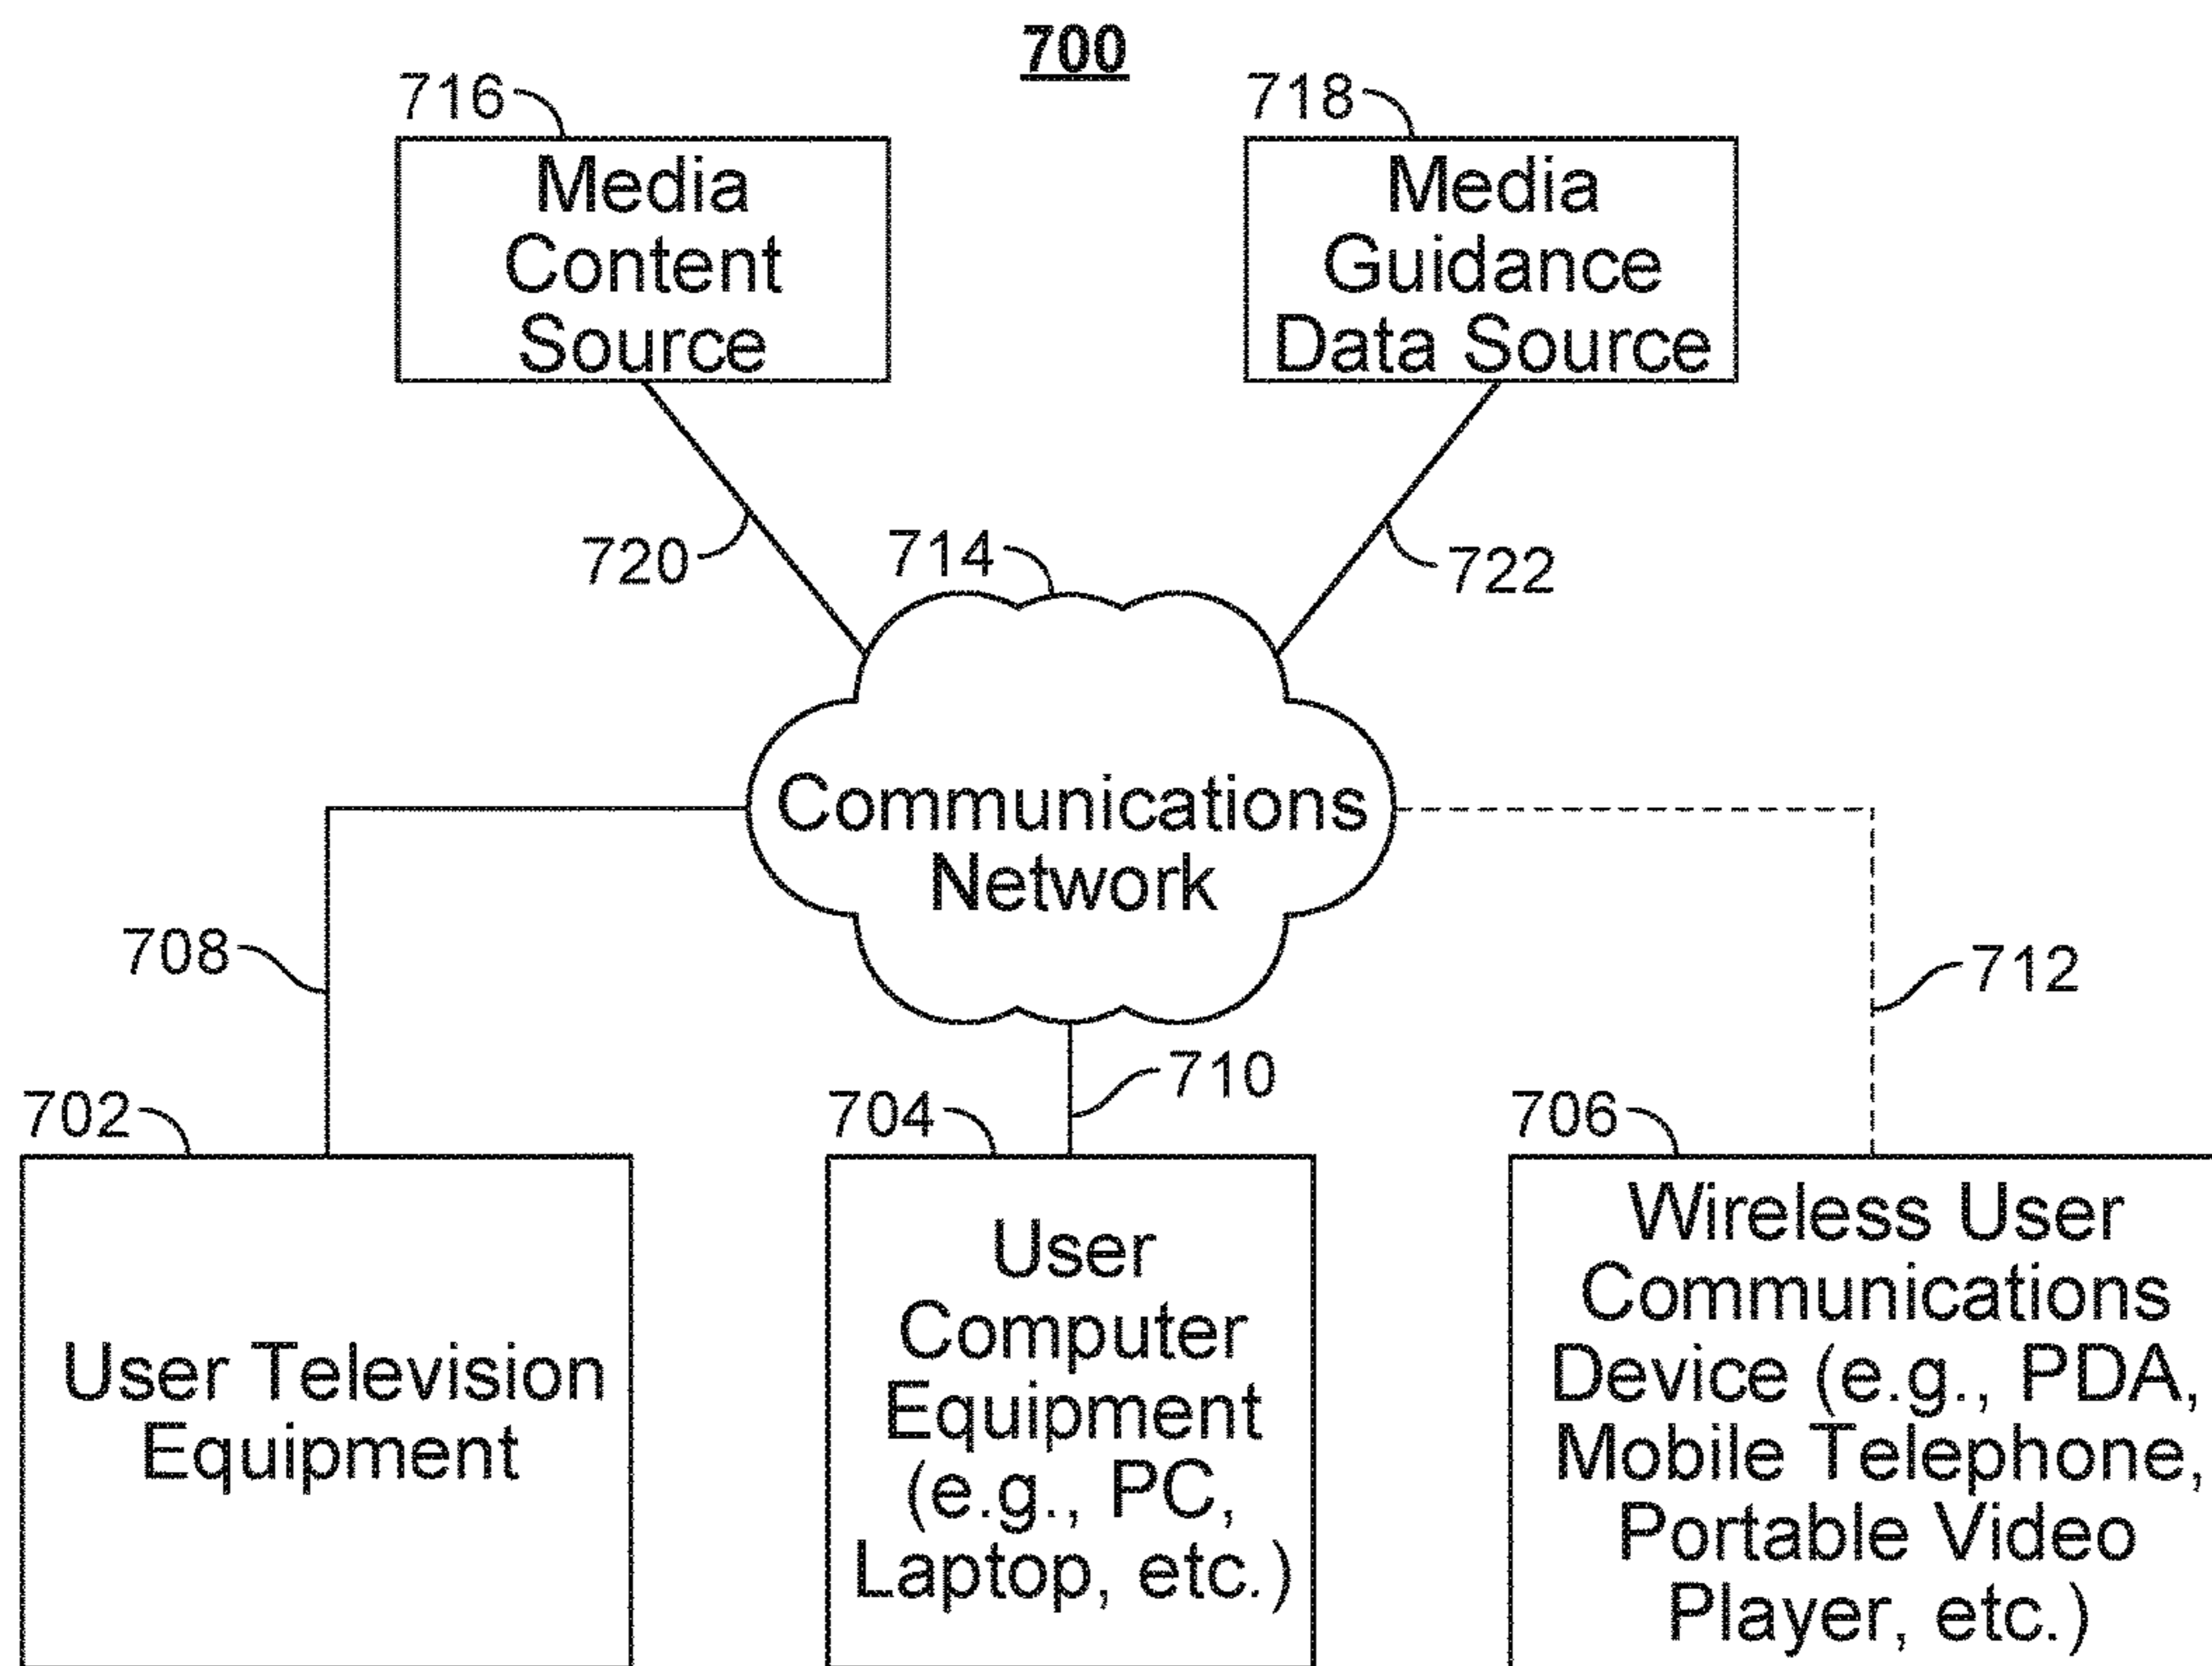 700
716
718
Media
Content
Source
Media
Guidance
Data Source
720
714
722
Communications
Network
708
712
710
702
704
706
User Television
Equipment
User
Computer
Equipment
(e.g., PC,
Laptop, etc.)
Wireless User
Communications
Device (e.g., PDA,
Mobile Telephone,
Portable Video
Player, etc.)